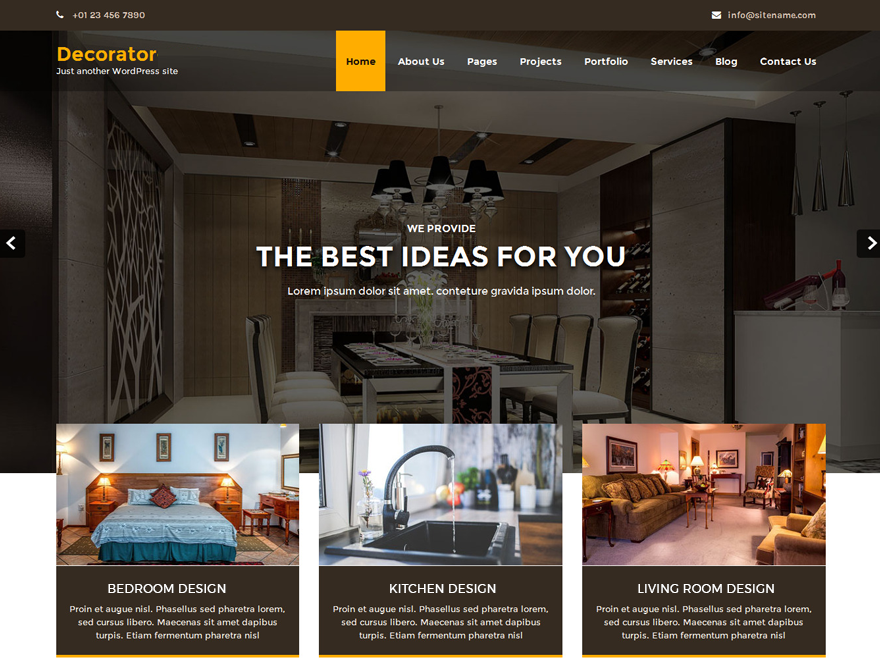 +01 23 456 7890
info@sitename.com
Decorator
Just another WordPress site
Home
About Us
Pages
Projects
Portfolio
Services
Blog
Contact Us
WE PROVIDE
THE BEST IDEAS FOR YOU
Lorem ipsum dolor sit amet. conteture gravida ipsum dolor.
BEDROOM DESIGN
Proin et augue nisl. Phasellus sed pharetra lorem,
sed cursus libero. Maecenas sit amet dapibus
turpis. Etiam fermentum pharetra nisl
KITCHEN DESIGN
Proin et augue nisl. Phasellus sed pharetra lorem,
sed cursus libero. Maecenas sit amet dapibus
turpis. Etiam fermentum pharetra nisl
LIVING ROOM DESIGN
Proin et augue nisl. Phasellus sed pharetra lorem,
sed cursus libero. Maecenas sit amet dapibus
turpis. Etiam fermentum pharetra nisl